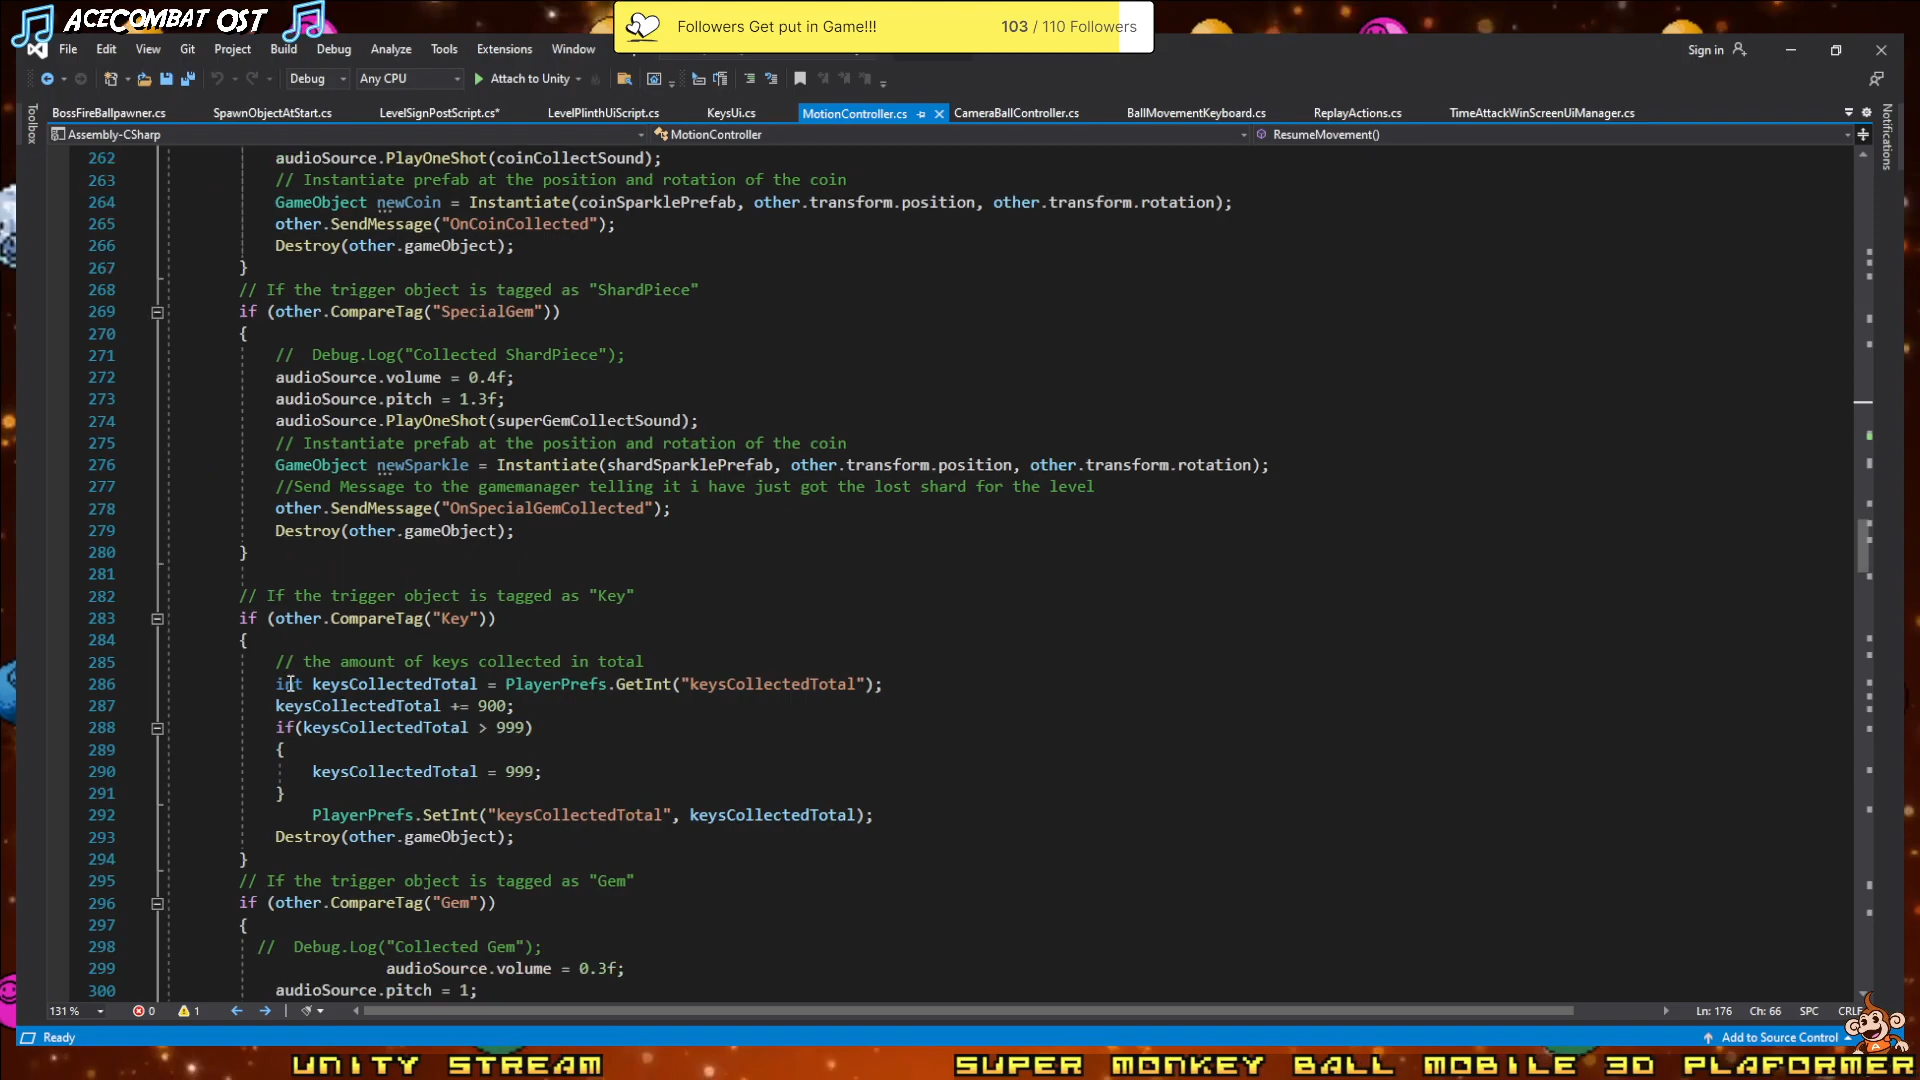 ACECOMBAT OST
Followers Get put in Game!!! 103 / 110 Followers
File Edit View Git Project Build Debug Test Analyze Tools Extensions Window
Sign in
Debug Any CPU Attach to Unity
BossFireBallpawner.cs SpawnObjectAtStart.cs LevelSignPostScript.cs* LevelPlinthUiScript.cs KeysUi.cs MotionController.cs CameraBallController.cs BallMovementKeyboard.cs ReplayActions.cs TimeAttackWinScreenUiManager.cs
Assembly-CSharp MotionController ResumeMovement()
Toolbox
Notifications
262 audioSource.PlayOneShot(coinCollectSound);
263 // Instantiate prefab at the position and rotation of the coin
264 GameObject newCoin = Instantiate(coinSparklePrefab, other.transform.position, other.transform.rotation);
265 other.SendMessage("OnCoinCollected");
266 Destroy(other.gameObject);
267 }
268 // If the trigger object is tagged as "ShardPiece"
269 if (other.CompareTag("SpecialGem"))
270 {
271 //  Debug.Log("Collected ShardPiece");
272 audioSource.volume = 0.4f;
273 audioSource.pitch = 1.3f;
274 audioSource.PlayOneShot(superGemCollectSound);
275 // Instantiate prefab at the position and rotation of the coin
276 GameObject newSparkle = Instantiate(shardSparklePrefab, other.transform.position, other.transform.rotation);
277 //Send Message to the gamemanager telling it i have just got the lost shard for the level
278 other.SendMessage("OnSpecialGemCollected");
279 Destroy(other.gameObject);
280 }
281
282 // If the trigger object is tagged as "Key"
283 if (other.CompareTag("Key"))
284 {
285 // the amount of keys collected in total
286 int keysCollectedTotal = PlayerPrefs.GetInt("keysCollectedTotal");
287 keysCollectedTotal += 900;
288 if(keysCollectedTotal > 999)
289 {
290 keysCollectedTotal = 999;
291 }
292 PlayerPrefs.SetInt("keysCollectedTotal", keysCollectedTotal);
293 Destroy(other.gameObject);
294 }
295 // If the trigger object is tagged as "Gem"
296 if (other.CompareTag("Gem"))
297 {
298 //  Debug.Log("Collected Gem");
299 audioSource.volume = 0.3f;
300 audioSource.pitch = 1;
131 % 0 1 Ln: 176 Ch: 66 SPC CRLF
Ready Add to Source Control
UNITY STREAM SUPER MONKEY BALL MOBILE 3D PLAFORMER